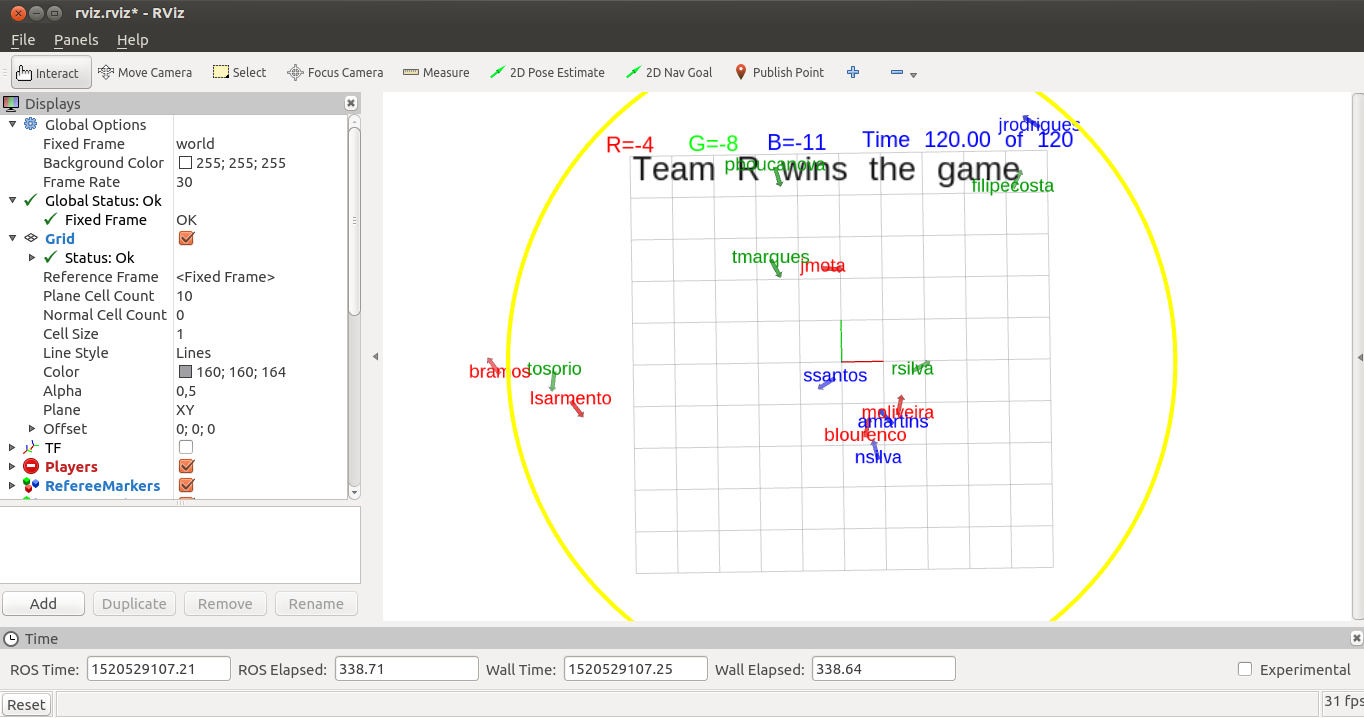 rviz.rviz* - RViz
File Panels Help
Interact Move Camera Select Focus Camera Measure 2D Pose Estimate 2D Nav Goal Publish Point
Displays
Global Options
Fixed Frame world
Background Color 255; 255; 255
Frame Rate 30
Global Status: Ok
Fixed Frame OK
Grid
Status: Ok
Reference Frame <Fixed Frame>
Plane Cell Count 10
Normal Cell Count 0
Cell Size 1
Line Style Lines
Color 160; 160; 164
Alpha 0,5
Plane XY
Offset 0; 0; 0
TF
Players
RefereeMarkers
Add Duplicate Remove Rename
jrodrigues
R=-4 G=-8 B=-11 Time 120.00 of 120
Team R wins the game
pboucanova
filipecosta
tmarques
jmota
bramos
tosorio
rsilva
ssantos
lsarmento
moliveira
amartins
blourenco
nsilva
Time
ROS Time: 1520529107.21 ROS Elapsed: 338.71 Wall Time: 1520529107.25 Wall Elapsed: 338.64 Experimental
Reset 31 fps